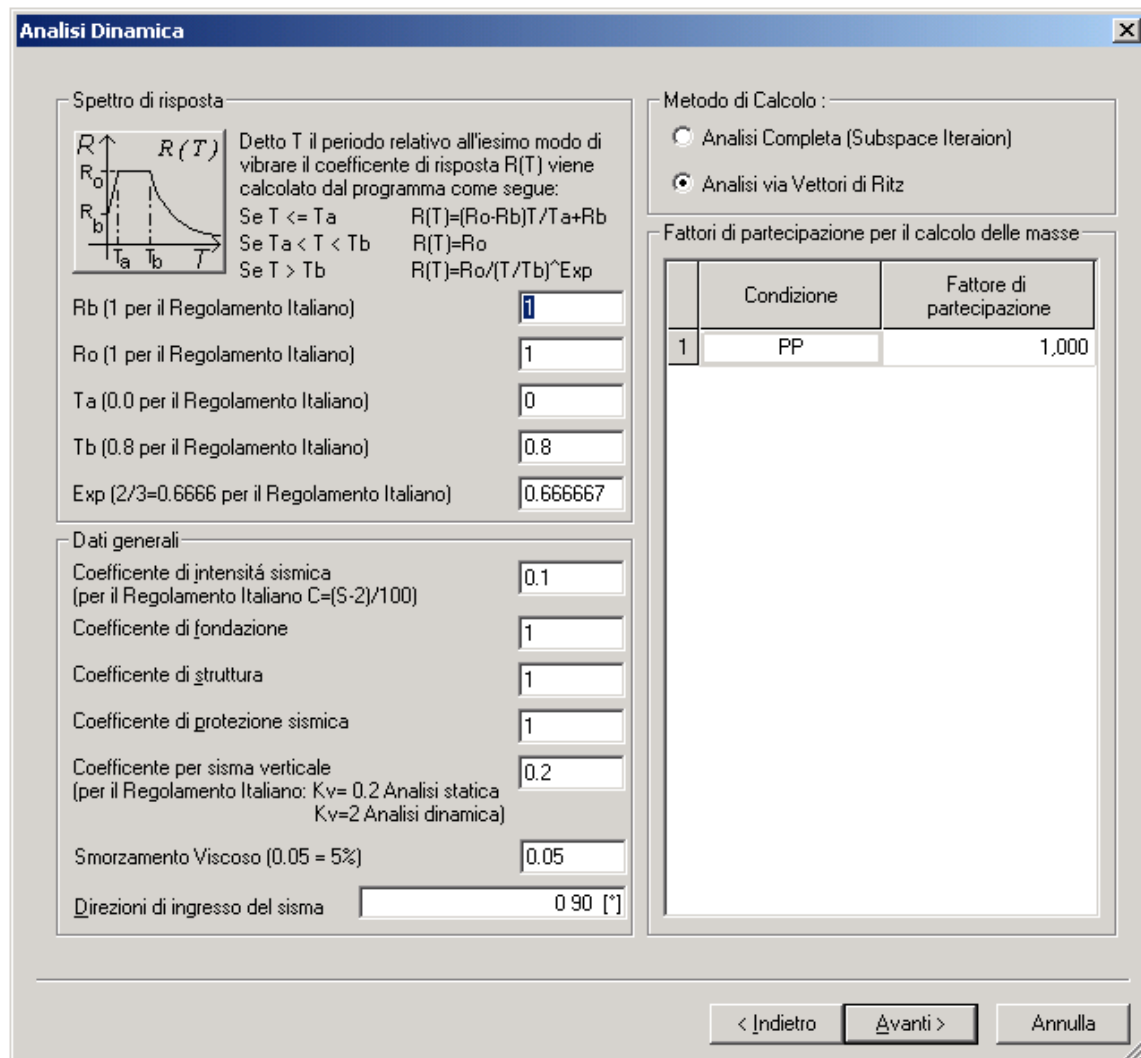 Analisi Dinamica
Spettro di risposta
R
R(T)
Ro
Rb
Ta Tb T
Detto T il periodo relativo all'iesimo modo di
vibrare il coefficente di risposta R(T) viene
calcolato dal programma come segue:
Se T <= Ta R(T)=(Ro-Rb)T/Ta+Rb
Se Ta < T < Tb R(T)=Ro
Se T > Tb R(T)=Ro/(T/Tb)^Exp
Rb (1 per il Regolamento Italiano) 1
Ro (1 per il Regolamento Italiano) 1
Ta (0.0 per il Regolamento Italiano) 0
Tb (0.8 per il Regolamento Italiano) 0.8
Exp (2/3=0.6666 per il Regolamento Italiano) 0.666667
Dati generali
Coefficente di intensitá sismica 0.1
(per il Regolamento Italiano C=(S-2)/100)
Coefficente di fondazione 1
Coefficente di struttura 1
Coefficente di protezione sismica 1
Coefficente per sisma verticale 0.2
(per il Regolamento Italiano: Kv= 0.2 Analisi statica
Kv=2 Analisi dinamica)
Smorzamento Viscoso (0.05 = 5%) 0.05
Direzioni di ingresso del sisma 0 90 [°]
Metodo di Calcolo :
Analisi Completa (Subspace Iteraion)
Analisi via Vettori di Ritz
Fattori di partecipazione per il calcolo delle masse
Condizione Fattore di
partecipazione
1 PP 1,000
< Indietro Avanti > Annulla